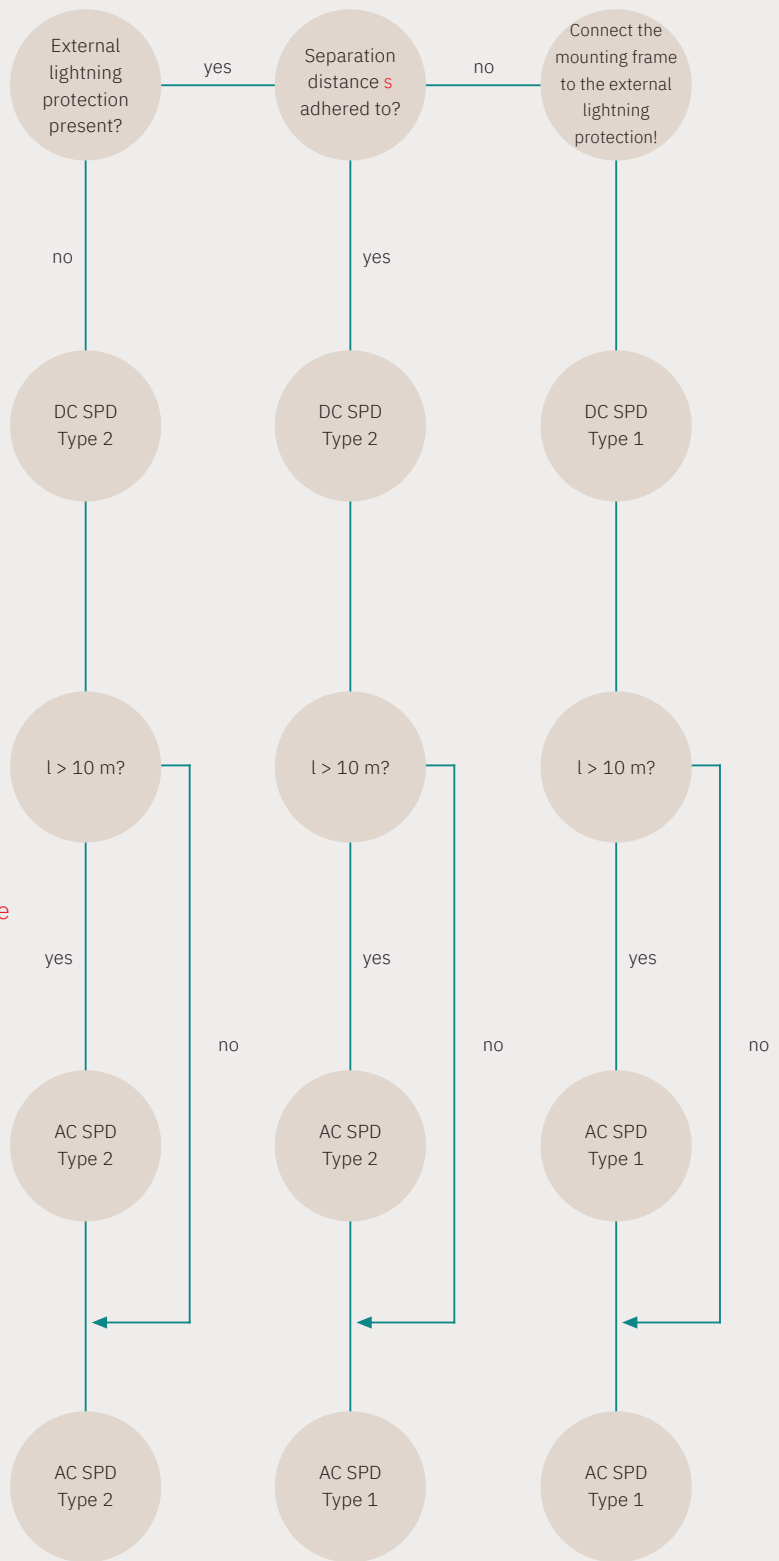 External
lightning
protection
present?
yes
Separation
distance s
adhered to?
no
Connect the
mounting frame
to the external
lightning
protection!
no
yes
DC SPD
Type 2
DC SPD
Type 2
DC SPD
Type 1
l > 10 m?
l > 10 m?
l > 10 m?
e
yes
yes
yes
no
no
no
AC SPD
Type 2
AC SPD
Type 2
AC SPD
Type 1
AC SPD
Type 2
AC SPD
Type 1
AC SPD
Type 1